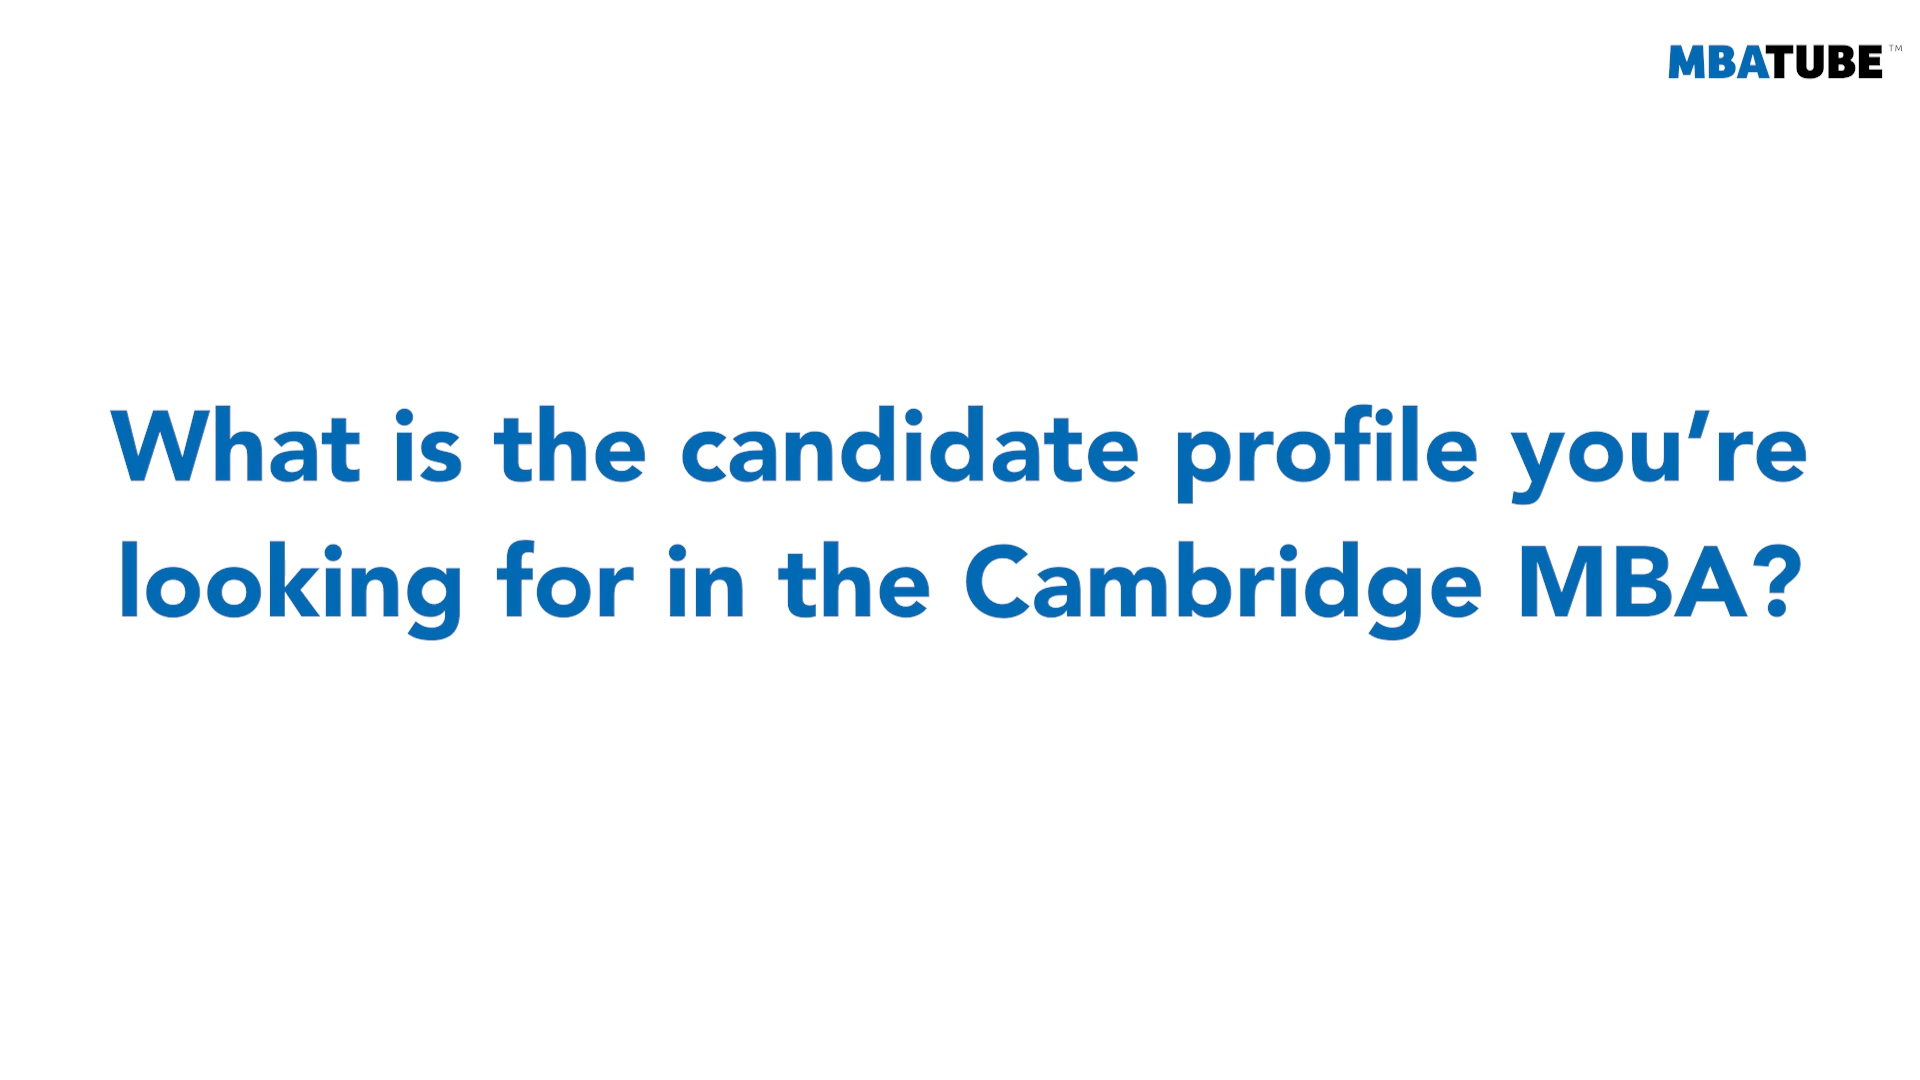 MBATUBE™
What is the candidate profile you’re
looking for in the Cambridge MBA?